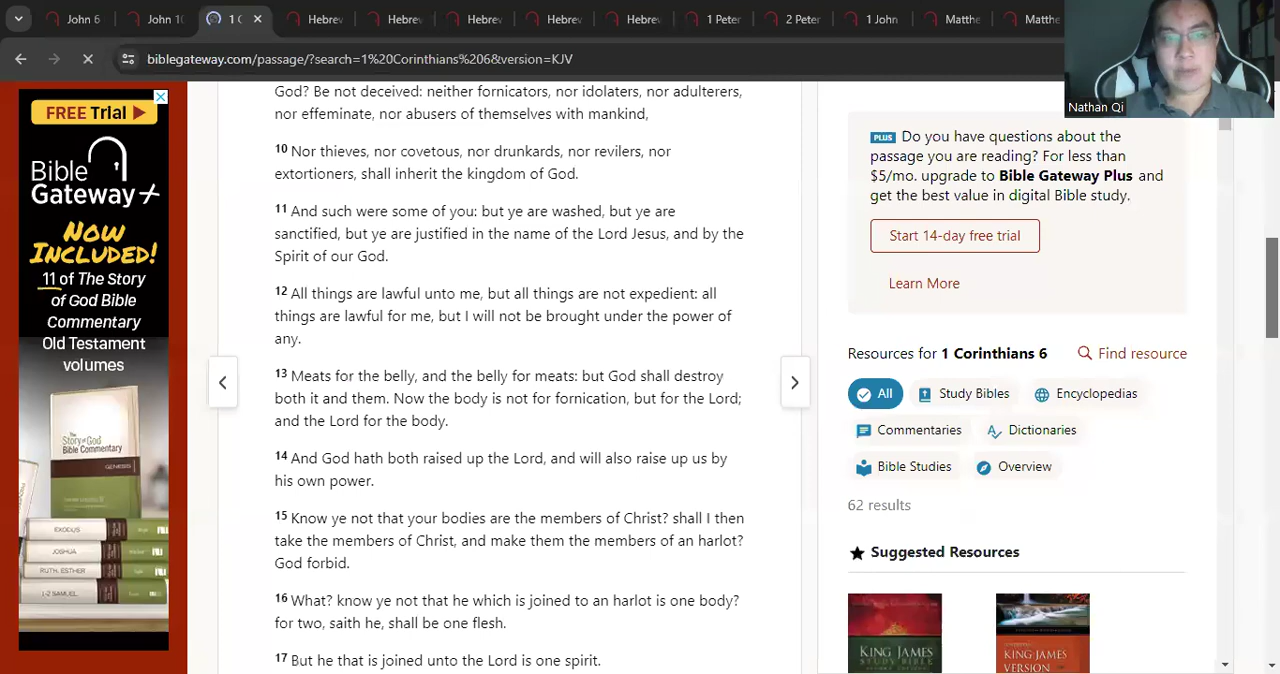 John 6
John 10
1 C
Hebrew
Hebrew
Hebrew
Hebrew
Hebrew
1 Peter
2 Peter
1 John
Matthe
Matthe
biblegateway.com/passage/?search=1%20Corinthians%206&version=KJV
Nathan Qi
FREE Trial
Bible
Gateway+
NOW
INCLUDED!
11 of The Story
of God Bible
Commentary
Old Testament
volumes
The
Story of God
Bible Commentary
GENESIS
EXODUS
JOSHUA
RUTH, ESTHER
1-2 SAMUEL
God? Be not deceived: neither fornicators, nor idolaters, nor adulterers,
nor effeminate, nor abusers of themselves with mankind,
10 Nor thieves, nor covetous, nor drunkards, nor revilers, nor
extortioners, shall inherit the kingdom of God.
11 And such were some of you: but ye are washed, but ye are
sanctified, but ye are justified in the name of the Lord Jesus, and by the
Spirit of our God.
12 All things are lawful unto me, but all things are not expedient: all
things are lawful for me, but I will not be brought under the power of
any.
13 Meats for the belly, and the belly for meats: but God shall destroy
both it and them. Now the body is not for fornication, but for the Lord;
and the Lord for the body.
14 And God hath both raised up the Lord, and will also raise up us by
his own power.
15 Know ye not that your bodies are the members of Christ? shall I then
take the members of Christ, and make them the members of an harlot?
God forbid.
16 What? know ye not that he which is joined to an harlot is one body?
for two, saith he, shall be one flesh.
17 But he that is joined unto the Lord is one spirit.
PLUS Do you have questions about the
passage you are reading? For less than
$5/mo. upgrade to Bible Gateway Plus and
get the best value in digital Bible study.
Start 14-day free trial
Learn More
Resources for 1 Corinthians 6 Find resource
All Study Bibles Encyclopedias
Commentaries Dictionaries
Bible Studies Overview
62 results
Suggested Resources
KING JAMES
STUDY BIBLE
KING JAMES
VERSION